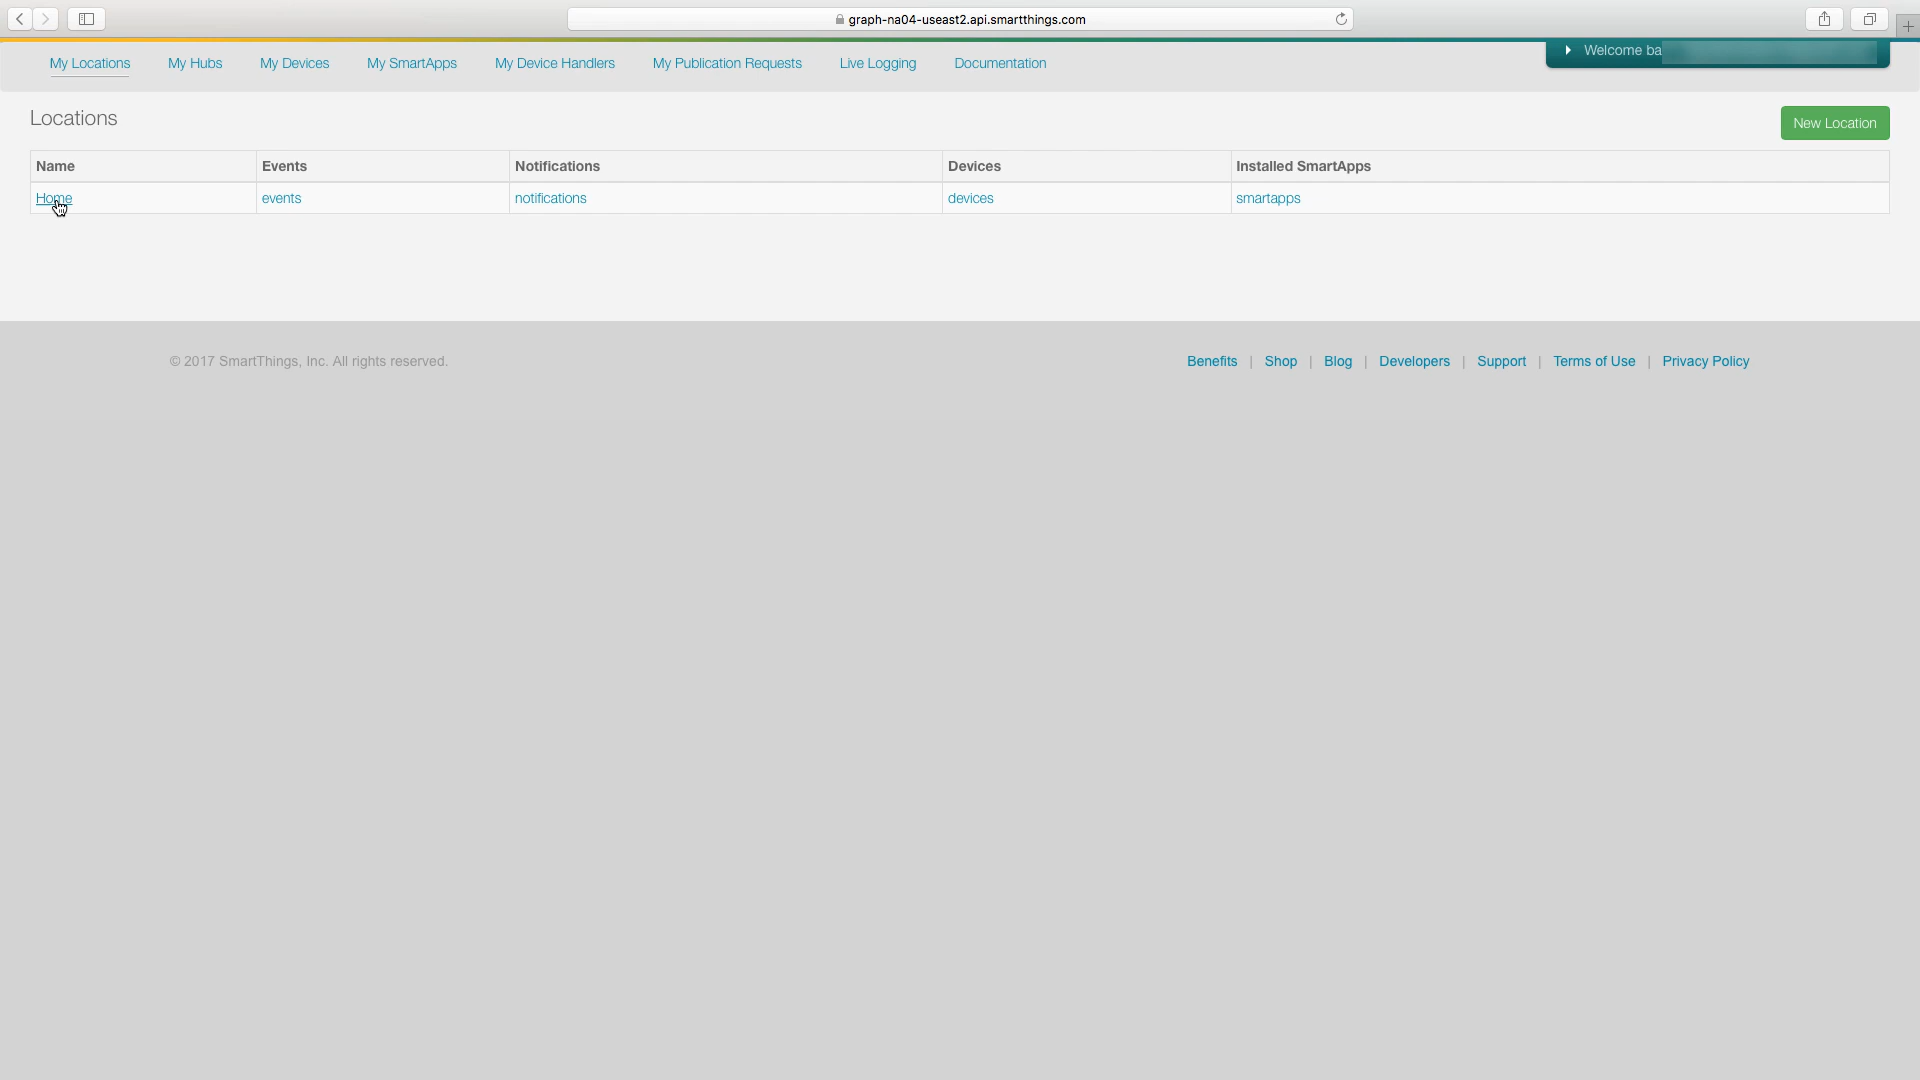 graph-na04-useast2.api.smartthings.com
My Locations My Hubs My Devices My SmartApps My Device Handlers My Publication Requests Live Logging Documentation
Welcome ba
Locations
New Location
Name Events Notifications Devices Installed SmartApps
Home events notifications devices smartapps
© 2017 SmartThings, Inc. All rights reserved.
Benefits | Shop | Blog | Developers | Support | Terms of Use | Privacy Policy